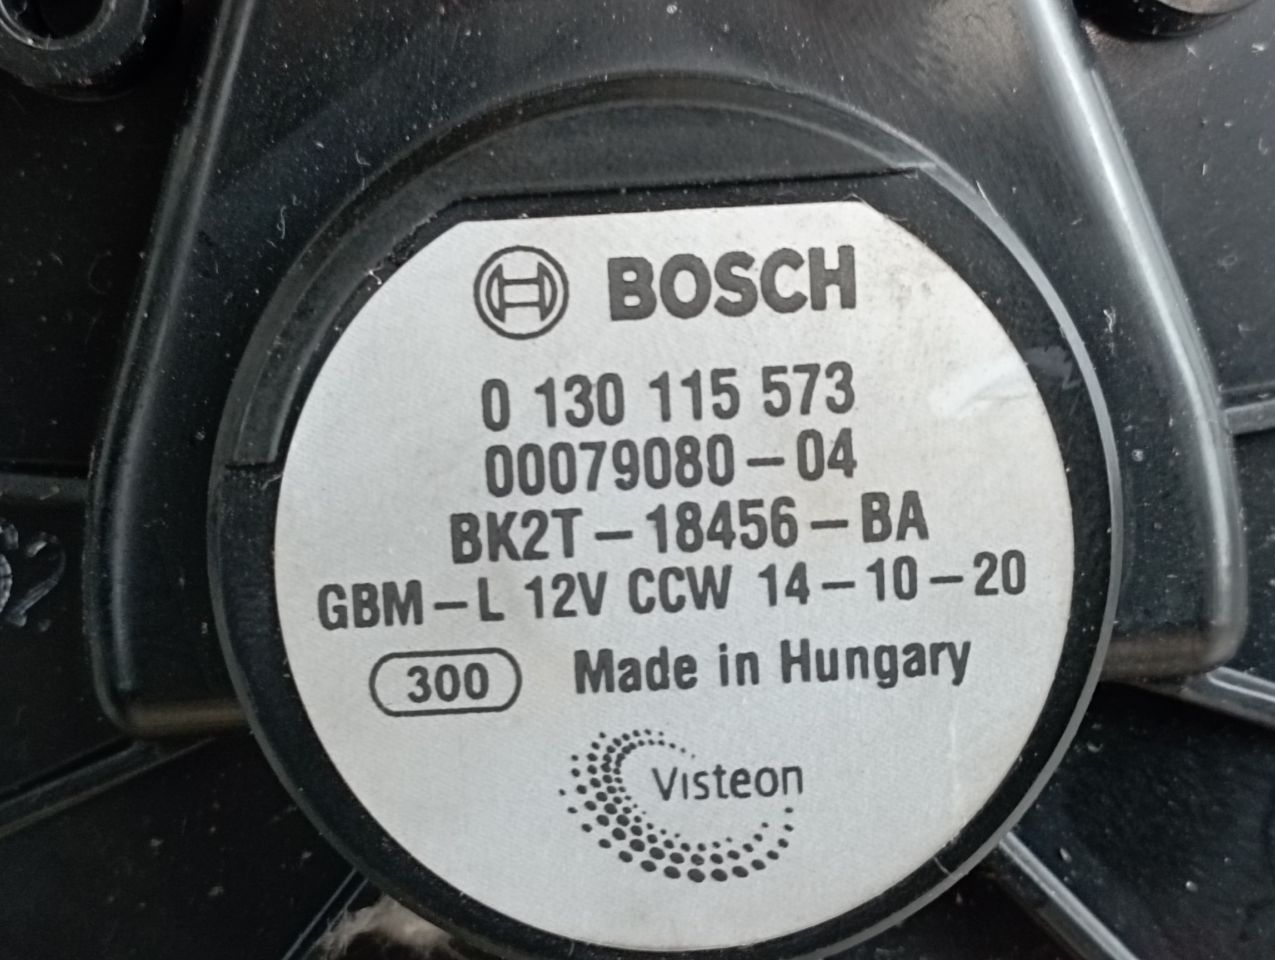 BOSCH
0 130 115 573
00079080-04
BK2T-18456-BA
GBM-L 12V CCW 14-10-20
300 Made in Hungary
Visteon